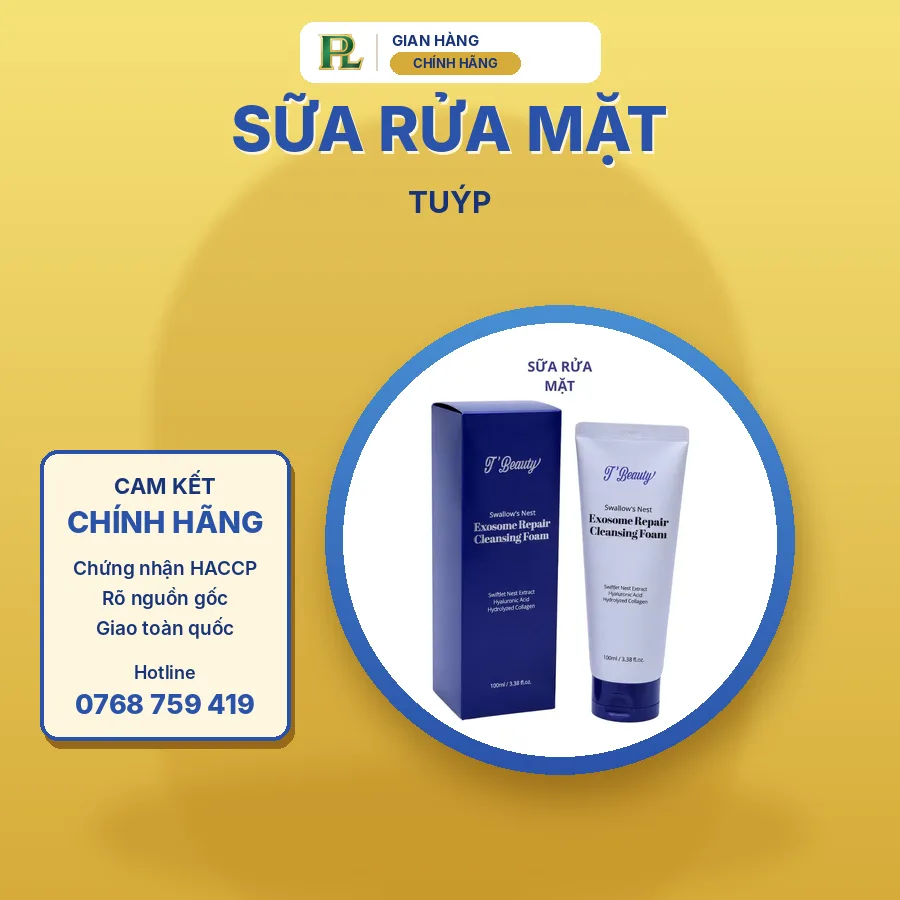 PL
GIAN HÀNG
CHÍNH HÃNG
SỮA RỬA MẶT
TUÝP
SỮA RỬA
MẶT
T'Beauty
Swallow's Nest
Exosome Repair
Cleansing Foam
Swiftlet Nest Extract
Hyaluronic Acid
Hydrolyzed Collagen
100ml / 3.38 fl.oz.
T'Beauty
Swallow's Nest
Exosome Repair
Cleansing Foam
Swiftlet Nest Extract
Hyaluronic Acid
Hydrolyzed Collagen
100ml / 3.38 fl.oz.
CAM KẾT
CHÍNH HÃNG
Chứng nhận HACCP
Rõ nguồn gốc
Giao toàn quốc
Hotline
0768 759 419